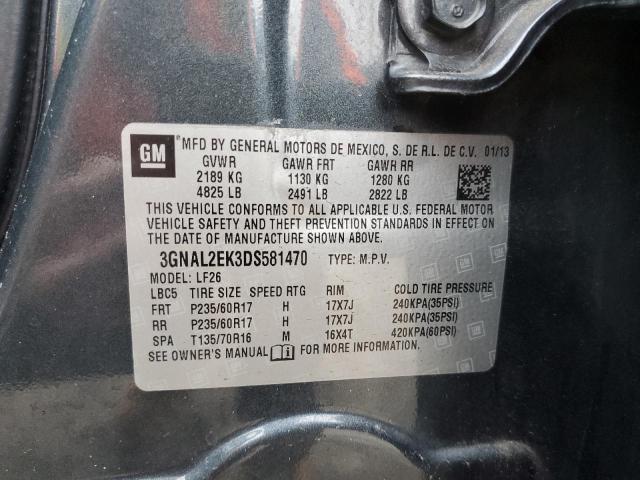 GM
MFD BY GENERAL MOTORS DE MEXICO, S. DE R.L. DE C.V. 01/13
GVWR GAWR FRT GAWR RR
2189 KG 1130 KG 1280 KG
4825 LB 2491 LB 2822 LB
THIS VEHICLE CONFORMS TO ALL APPLICABLE U.S. FEDERAL MOTOR
VEHICLE SAFETY AND THEFT PREVENTION STANDARDS IN EFFECT ON
THE DATE OF MANUFACTURE SHOWN ABOVE.
3GNAL2EK3DS581470 TYPE: M.P.V.
MODEL: LF26
LBC5 TIRE SIZE SPEED RTG RIM COLD TIRE PRESSURE
FRT P235/60R17 H 17X7J 240KPA(35PSI)
RR P235/60R17 H 17X7J 240KPA(35PSI)
SPA T135/70R16 M 16X4T 420KPA(60PSI)
SEE OWNER'S MANUAL FOR MORE INFORMATION.